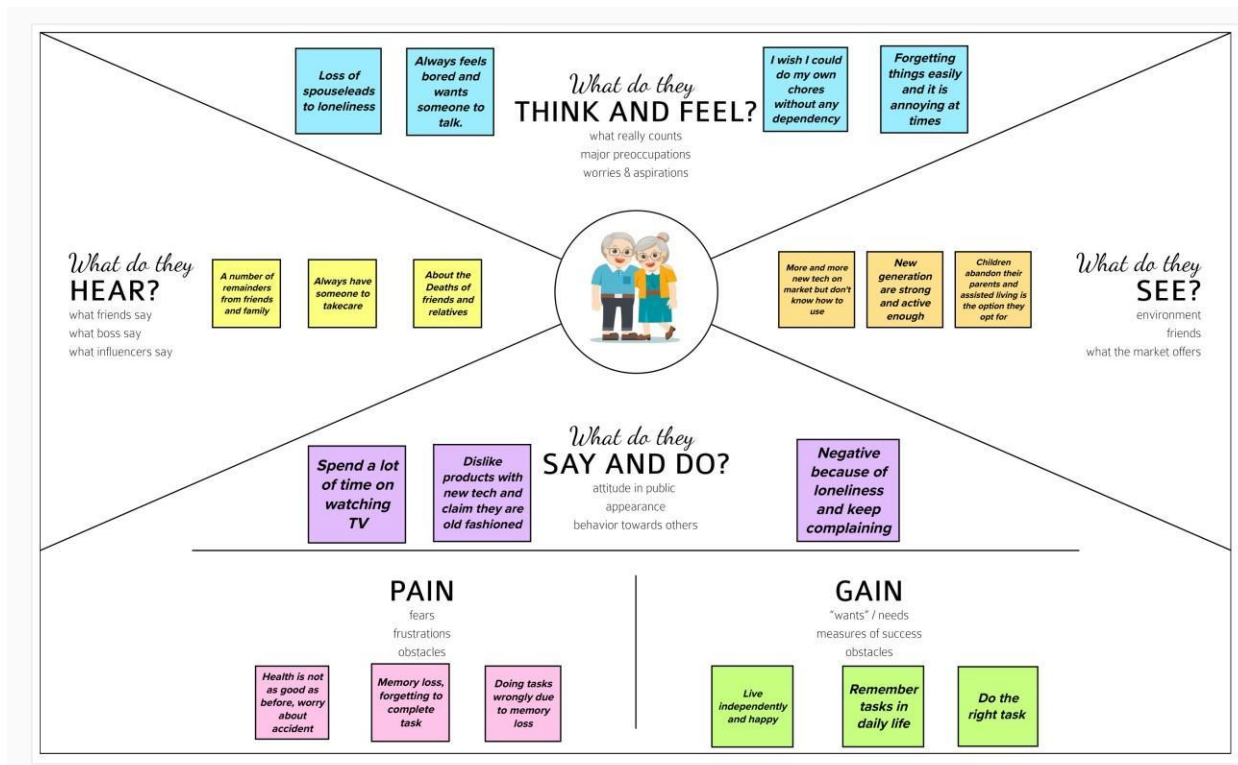 Loss of
spouseleads
to loneliness
Always feels
bored and
wants
someone to
talk.
What do they
THINK AND FEEL?
what really counts
major preoccupations
worries & aspirations
I wish I could
do my own
chores
without any
dependency
Forgetting
things easily
and it is
annoying at
times
What do they
HEAR?
what friends say
what boss say
what influencers say
A number of
remainders
from friends
and family
Always have
someone to
takecare
About the
Deaths of
friends and
relatives
More and more
new tech on
market but don't
know how to
use
New
generation
are strong
and active
enough
Children
abandon their
parents and
assisted living is
the option they
opt for
What do they
SEE?
environment
friends
what the market offers
Spend a lot
of time on
watching
TV
Dislike
products with
new tech and
claim they are
old fashioned
What do they
SAY AND DO?
attitude in public
appearance
behavior towards others
Negative
because of
loneliness
and keep
complaining
PAIN
fears
frustrations
obstacles
Health is not
as good as
before, worry
about
accident
Memory loss,
forgetting to
complete
task
Doing tasks
wrongly due
to memory
loss
GAIN
"wants" / needs
measures of success
obstacles
Live
independently
and happy
Remember
tasks in
daily life
Do the
right task